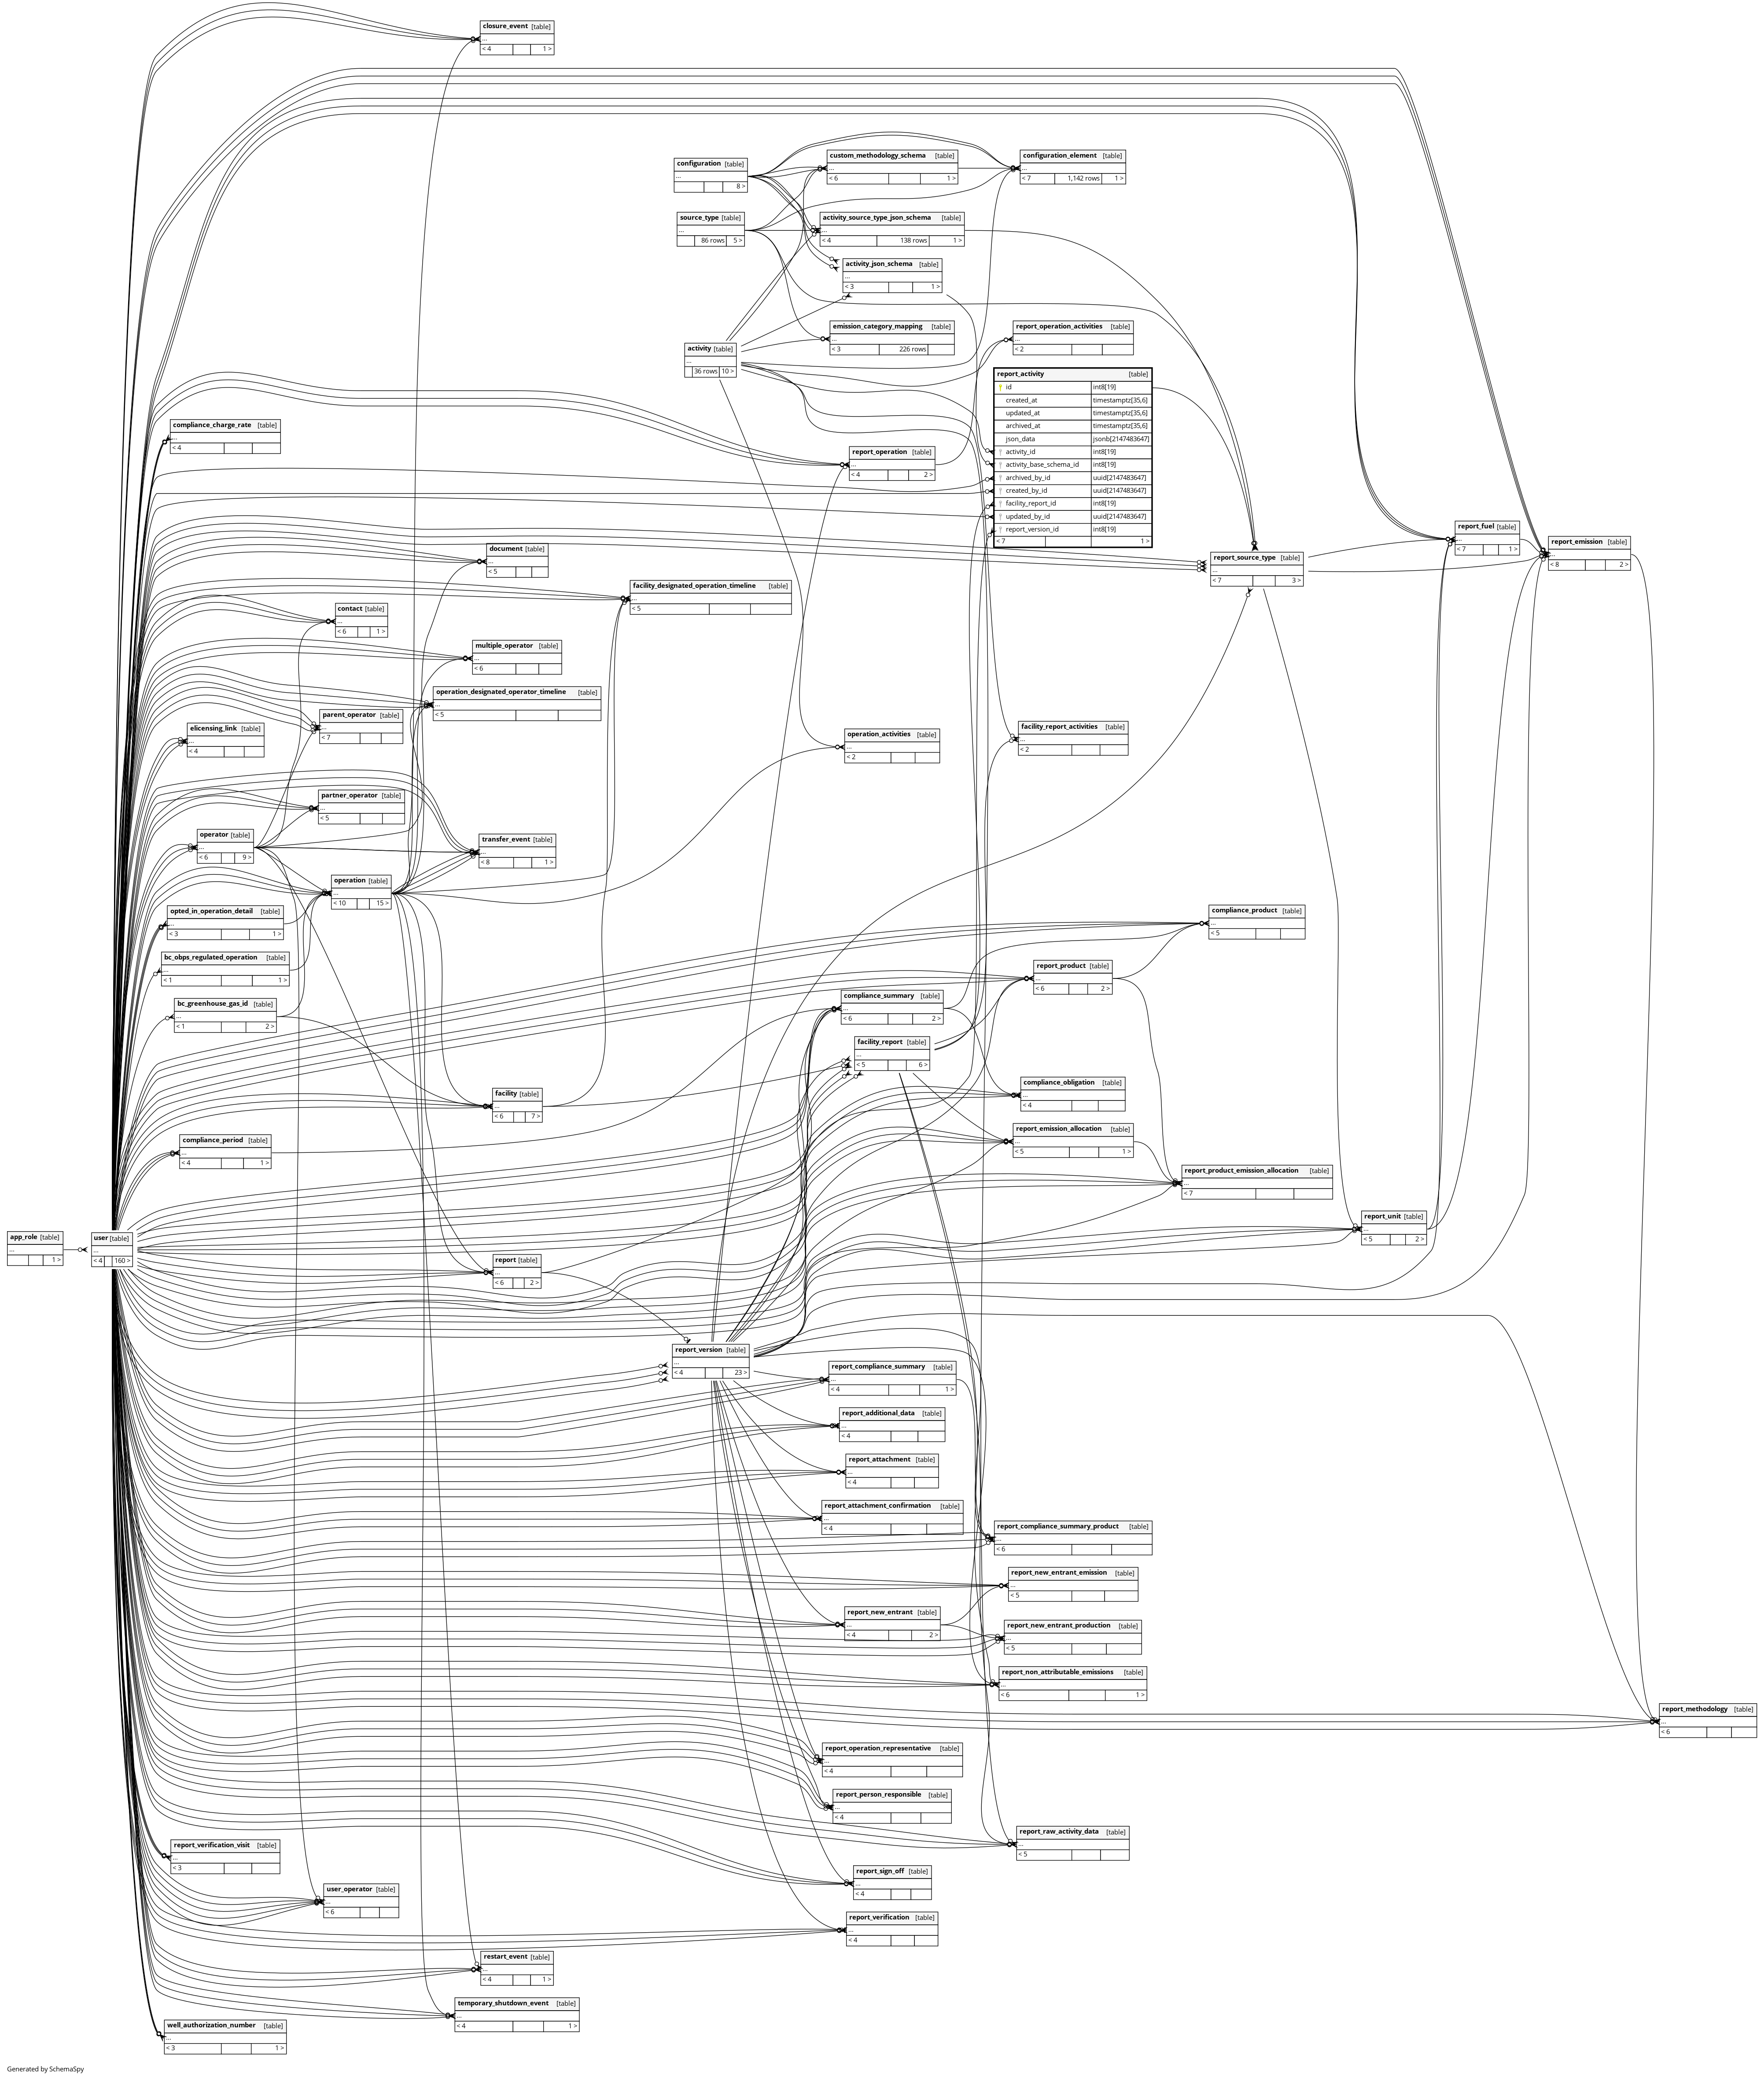 closure_event [table]
...
< 4 1 >
configuration [table]
...
8 >
custom_methodology_schema [table]
...
< 6 1 >
configuration_element [table]
...
< 7 1,142 rows 1 >
source_type [table]
...
86 rows 5 >
activity_source_type_json_schema [table]
...
< 4 138 rows 1 >
activity_json_schema [table]
...
< 3 1 >
emission_category_mapping [table]
...
< 3 226 rows
report_operation_activities [table]
...
< 2
activity [table]
...
36 rows 10 >
report_activity [table]
id int8[19]
created_at timestamptz[35,6]
updated_at timestamptz[35,6]
archived_at timestamptz[35,6]
json_data jsonb[2147483647]
activity_id int8[19]
activity_base_schema_id int8[19]
archived_by_id uuid[2147483647]
created_by_id uuid[2147483647]
facility_report_id int8[19]
updated_by_id uuid[2147483647]
report_version_id int8[19]
< 7 1 >
compliance_charge_rate [table]
...
< 4
report_operation [table]
...
< 4 2 >
report_fuel [table]
...
< 7 1 >
report_emission [table]
...
< 8 2 >
document [table]
...
< 5
report_source_type [table]
...
< 7 3 >
facility_designated_operation_timeline [table]
...
< 5
contact [table]
...
< 6 1 >
multiple_operator [table]
...
< 6
operation_designated_operator_timeline [table]
...
< 5
parent_operator [table]
...
< 7
elicensing_link [table]
...
< 4
operation_activities [table]
...
< 2
facility_report_activities [table]
...
< 2
partner_operator [table]
...
< 5
operator [table]
...
< 6 9 >
transfer_event [table]
...
< 8 1 >
operation [table]
...
< 10 15 >
opted_in_operation_detail [table]
...
< 3 1 >
compliance_product [table]
...
< 5
bc_obps_regulated_operation [table]
...
< 1 1 >
report_product [table]
...
< 6 2 >
bc_greenhouse_gas_id [table]
...
< 1 2 >
compliance_summary [table]
...
< 6 2 >
facility_report [table]
...
< 5 6 >
facility [table]
...
< 6 7 >
compliance_obligation [table]
...
< 4
compliance_period [table]
...
< 4 1 >
report_emission_allocation [table]
...
< 5 1 >
report_product_emission_allocation [table]
...
< 7
report_unit [table]
...
< 5 2 >
app_role [table]
...
1 >
user [table]
...
< 4 160 >
report [table]
...
< 6 2 >
report_version [table]
...
< 4 23 >
report_compliance_summary [table]
...
< 4 1 >
report_additional_data [table]
...
< 4
report_attachment [table]
...
< 4
report_attachment_confirmation [table]
...
< 4
report_compliance_summary_product [table]
...
< 6
report_new_entrant_emission [table]
...
< 5
report_new_entrant [table]
...
< 4 2 >
report_new_entrant_production [table]
...
< 5
report_non_attributable_emissions [table]
...
< 6 1 >
report_methodology [table]
...
< 6
report_operation_representative [table]
...
< 4
report_person_responsible [table]
...
< 4
report_raw_activity_data [table]
...
< 5
report_verification_visit [table]
...
< 3
report_sign_off [table]
...
< 4
user_operator [table]
...
< 6
report_verification [table]
...
< 4
restart_event [table]
...
< 4 1 >
temporary_shutdown_event [table]
...
< 4 1 >
well_authorization_number [table]
...
< 3 1 >
Generated by SchemaSpy